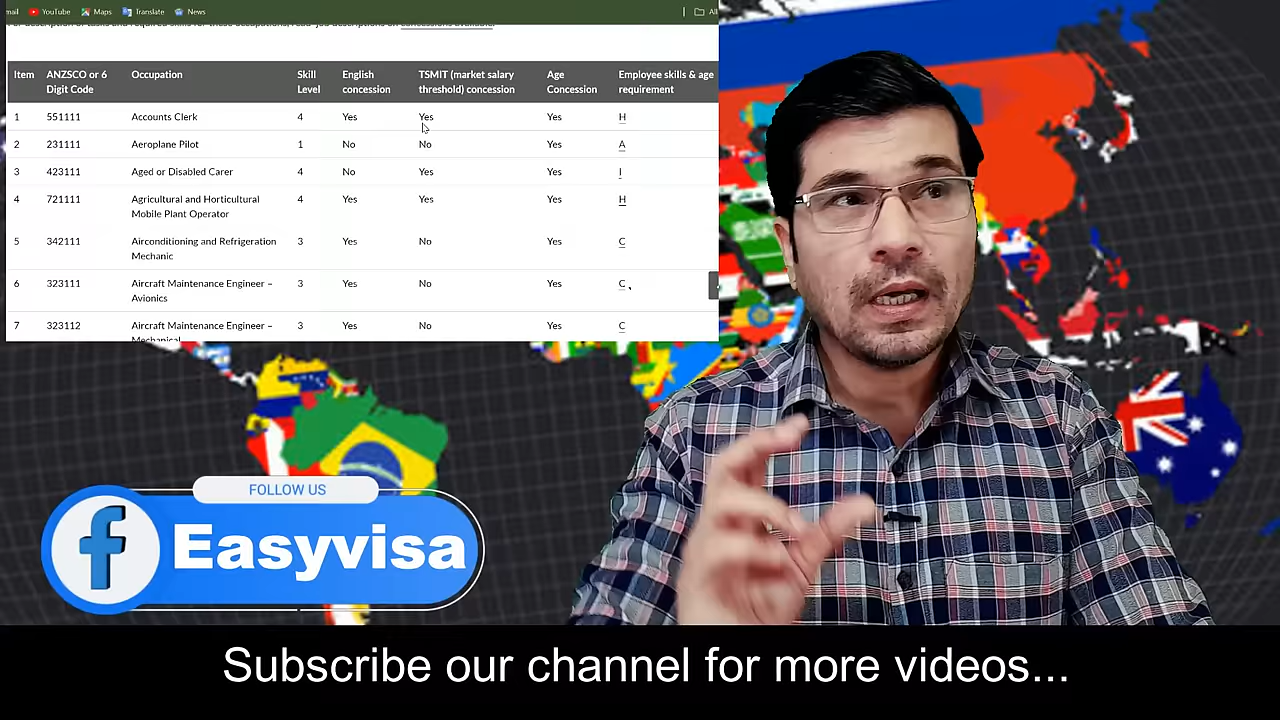 mail YouTube Maps Translate News All
Item ANZSCO or 6 Digit Code Occupation Skill Level English concession TSMIT (market salary threshold) concession Age Concession Employee skills & age requirement
1 551111 Accounts Clerk 4 Yes Yes Yes H
2 231111 Aeroplane Pilot 1 No No Yes A
3 423111 Aged or Disabled Carer 4 No Yes Yes I
4 721111 Agricultural and Horticultural Mobile Plant Operator 4 Yes Yes Yes H
5 342111 Airconditioning and Refrigeration Mechanic 3 Yes No Yes C
6 323111 Aircraft Maintenance Engineer – Avionics 3 Yes No Yes C
7 323112 Aircraft Maintenance Engineer – Mechanical 3 Yes No Yes C
FOLLOW US
f Easyvisa
Subscribe our channel for more videos...